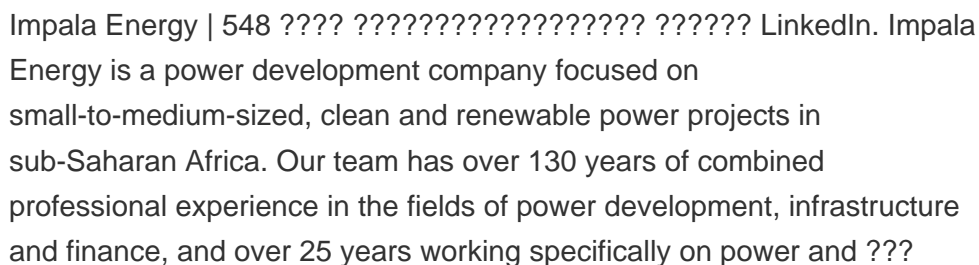 Impala Energy | 548 ???? ?????????????????? ?????? LinkedIn. Impala
Energy is a power development company focused on
small-to-medium-sized, clean and renewable power projects in
sub-Saharan Africa. Our team has over 130 years of combined
professional experience in the fields of power development, infrastructure
and finance, and over 25 years working specifically on power and ???